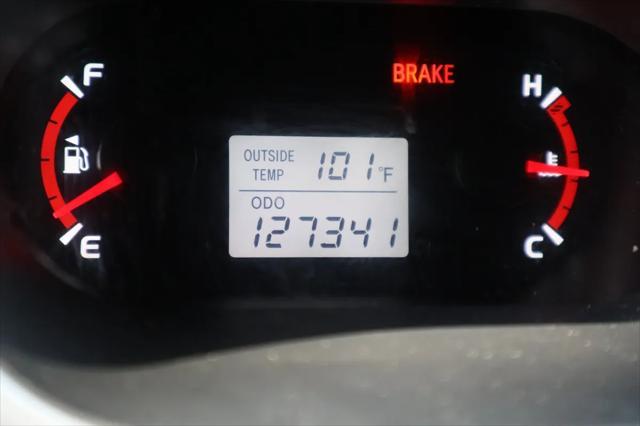 F
BRAKE
H
OUTSIDE
TEMP 101°F
ODO
127341
E
C